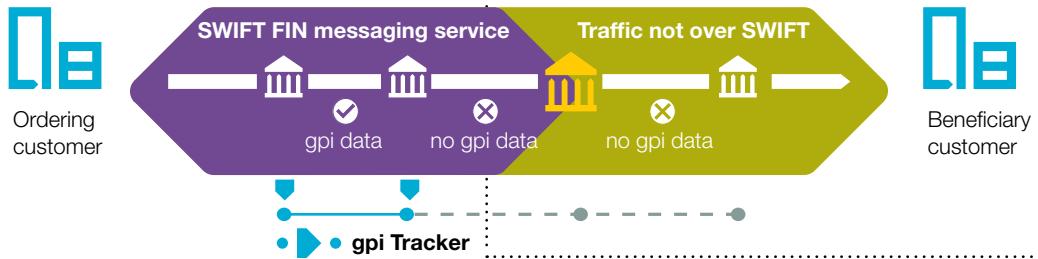 SWIFT FIN messaging service
Traffic not over SWIFT
Ordering
customer
gpi data
no gpi data
no gpi data
Beneficiary
customer
gpi Tracker